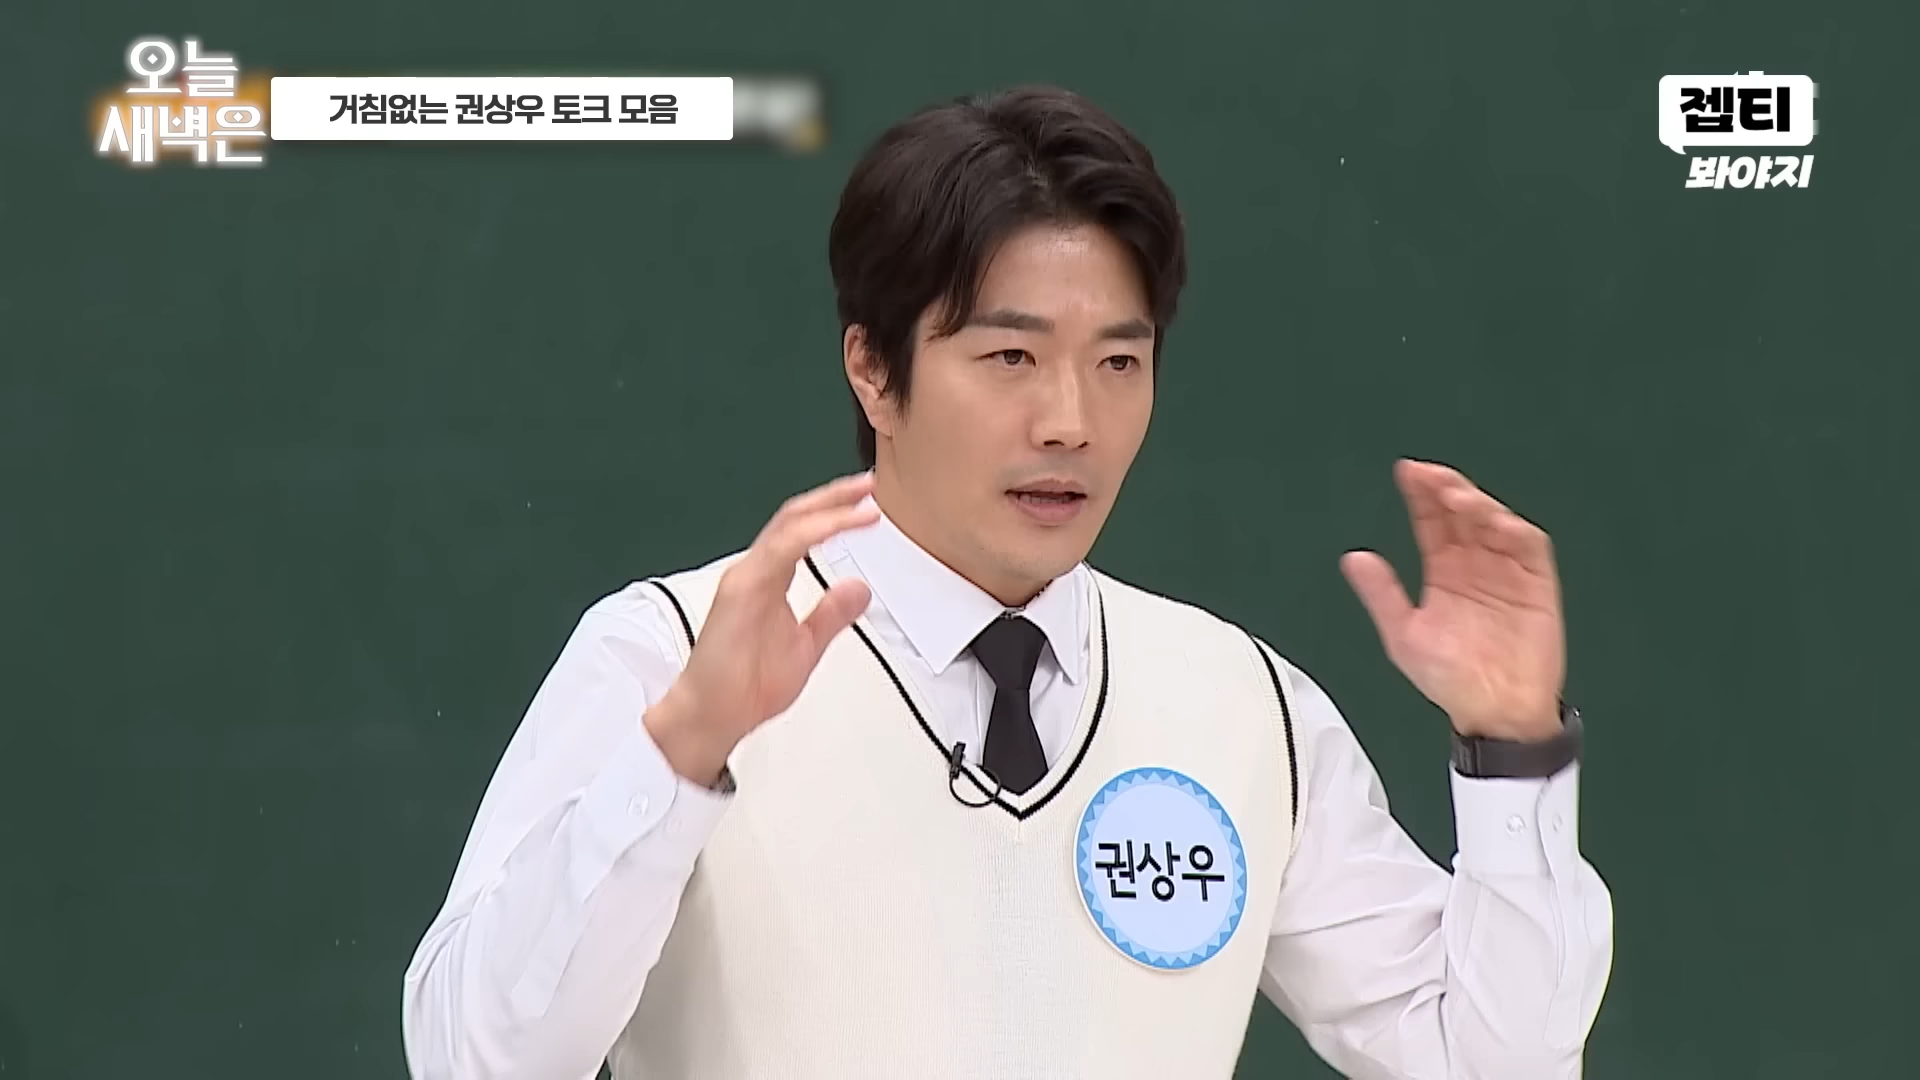 오늘
새벽은
거침없는 권상우 토크 모음
젭티
봐야지
권상우